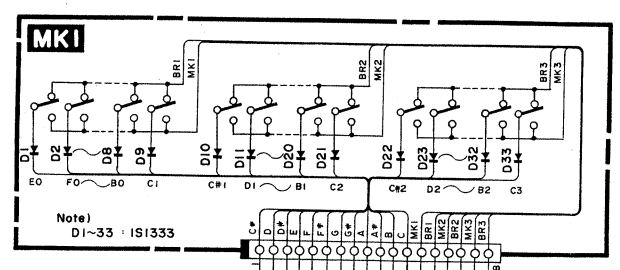 MK1
BR1
MK1
BR2
MK2
BR3
MK3
D1 D2 D8 D9 D10 D11 D20 D21 D22 D23 D32 D33
E0 F0 B0 C1 C#1 D1 B1 C2 C#2 D2 B2 C3
Note)
D1~33 : IS1333
C# D D# E F F# G G# A A# B C MK1 BR1 MK2 BR2 MK3 BR3